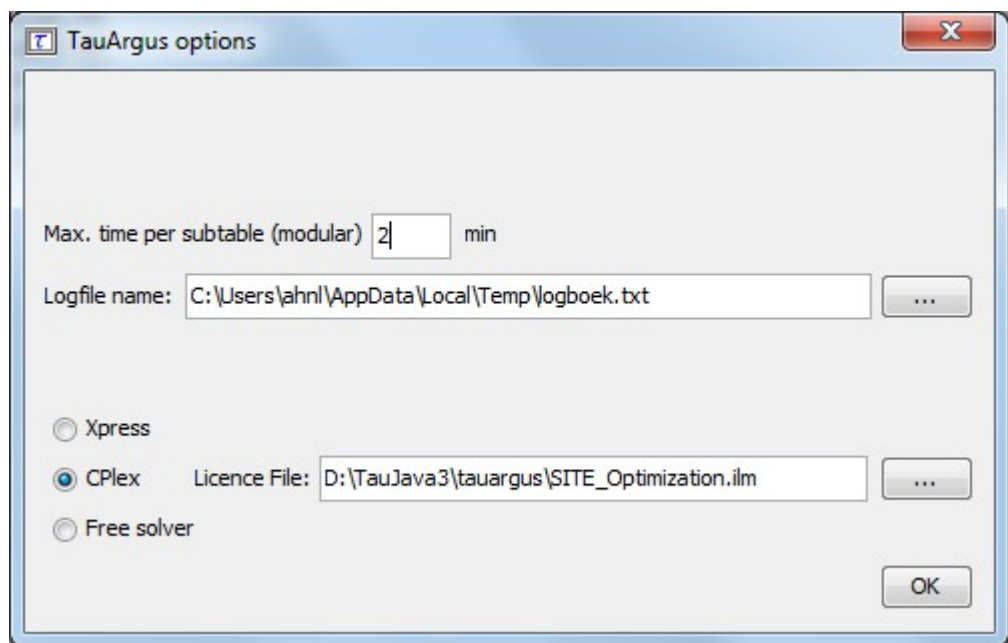 τ TauArgus options
Max. time per subtable (modular) 2 min
Logfile name: C:\Users\ahnl\AppData\Local\Temp\logboek.txt ...
Xpress
CPlex Licence File: D:\TauJava3\tauargus\SITE_Optimization.ilm ...
Free solver
OK